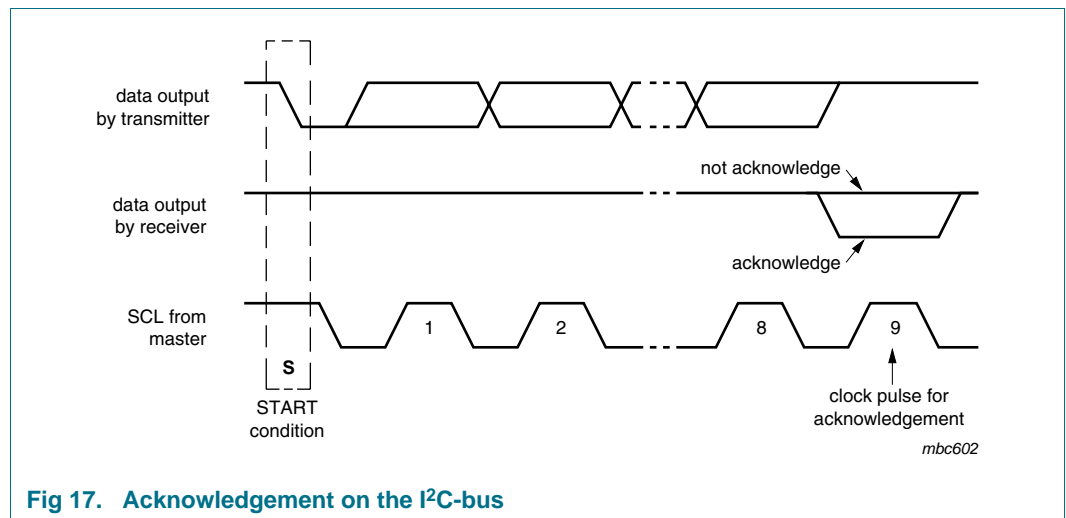 data output
by transmitter
not acknowledge
data output
by receiver
acknowledge
SCL from
master
1
2
8
9
S
START
condition
clock pulse for
acknowledgement
mbc602
Fig 17. Acknowledgement on the I²C-bus